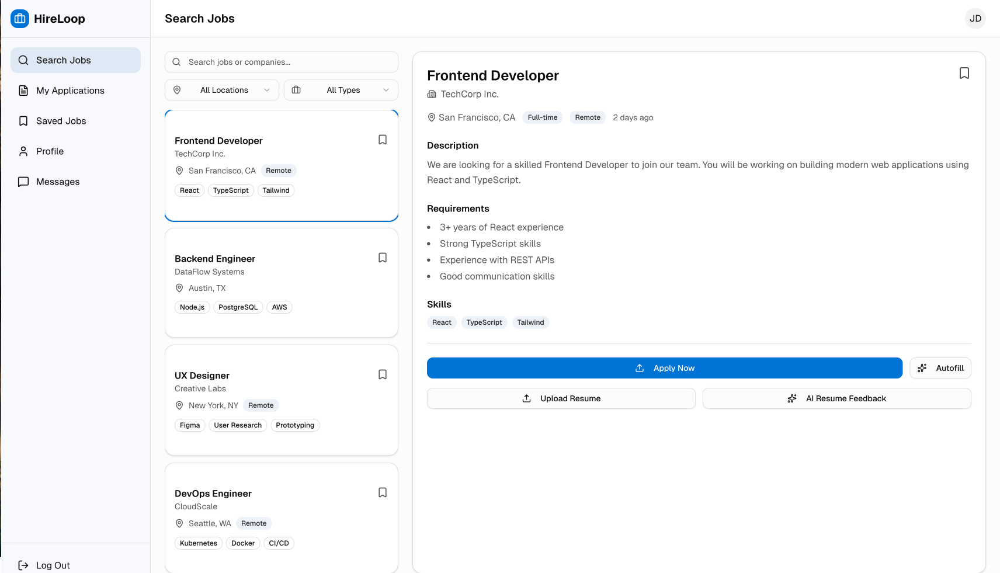 HireLoop
Search Jobs
My Applications
Saved Jobs
Profile
Messages
Log Out
Search Jobs
JD
Search jobs or companies...
All Locations
All Types
Frontend Developer
TechCorp Inc.
San Francisco, CA Remote
React TypeScript Tailwind
Backend Engineer
DataFlow Systems
Austin, TX
Node.js PostgreSQL AWS
UX Designer
Creative Labs
New York, NY Remote
Figma User Research Prototyping
DevOps Engineer
CloudScale
Seattle, WA Remote
Kubernetes Docker CI/CD
Frontend Developer
TechCorp Inc.
San Francisco, CA Full-time Remote 2 days ago
Description
We are looking for a skilled Frontend Developer to join our team. You will be working on building modern web applications using
React and TypeScript.
Requirements
• 3+ years of React experience
• Strong TypeScript skills
• Experience with REST APIs
• Good communication skills
Skills
React TypeScript Tailwind
Apply Now
Autofill
Upload Resume
AI Resume Feedback